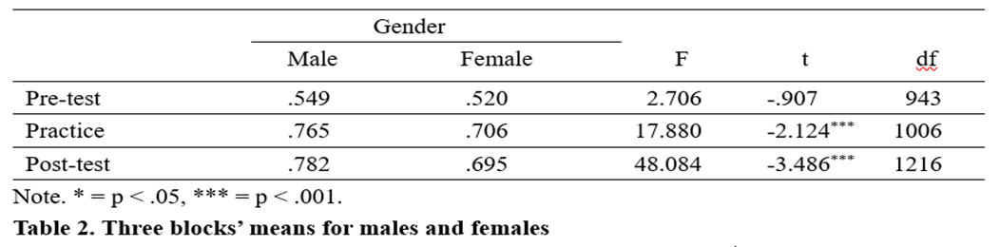 Gender
Male Female F t df
Pre-test .549 .520 2.706 -.907 943
Practice .765 .706 17.880 -2.124*** 1006
Post-test .782 .695 48.084 -3.486*** 1216
Note. * = p < .05, *** = p < .001.
Table 2. Three blocks’ means for males and females